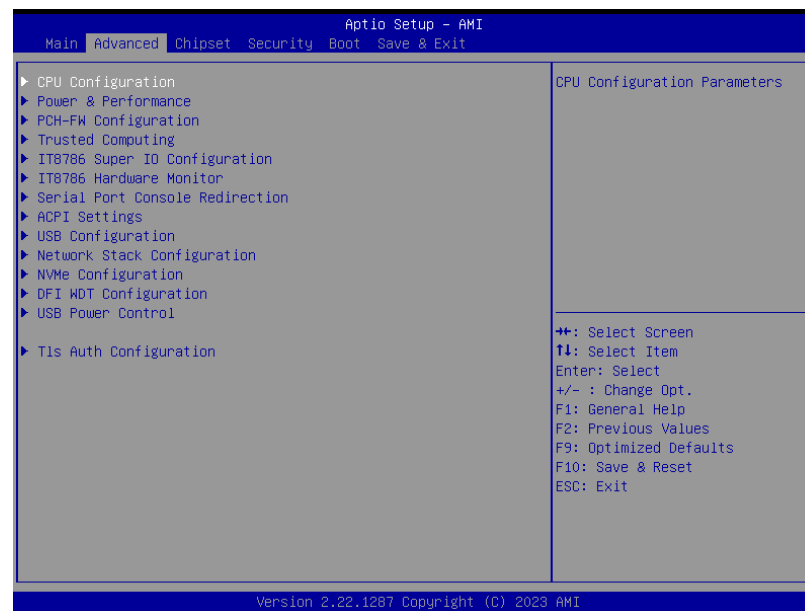 Aptio Setup – AMI
Main Advanced Chipset Security Boot Save & Exit
CPU Configuration
Power & Performance
PCH-FW Configuration
Trusted Computing
IT8786 Super IO Configuration
IT8786 Hardware Monitor
Serial Port Console Redirection
ACPI Settings
USB Configuration
Network Stack Configuration
NVMe Configuration
DFI WDT Configuration
USB Power Control
Tls Auth Configuration
CPU Configuration Parameters
→←: Select Screen
↑↓: Select Item
Enter: Select
+/- : Change Opt.
F1: General Help
F2: Previous Values
F9: Optimized Defaults
F10: Save & Reset
ESC: Exit
Version 2.22.1287 Copyright (C) 2023 AMI